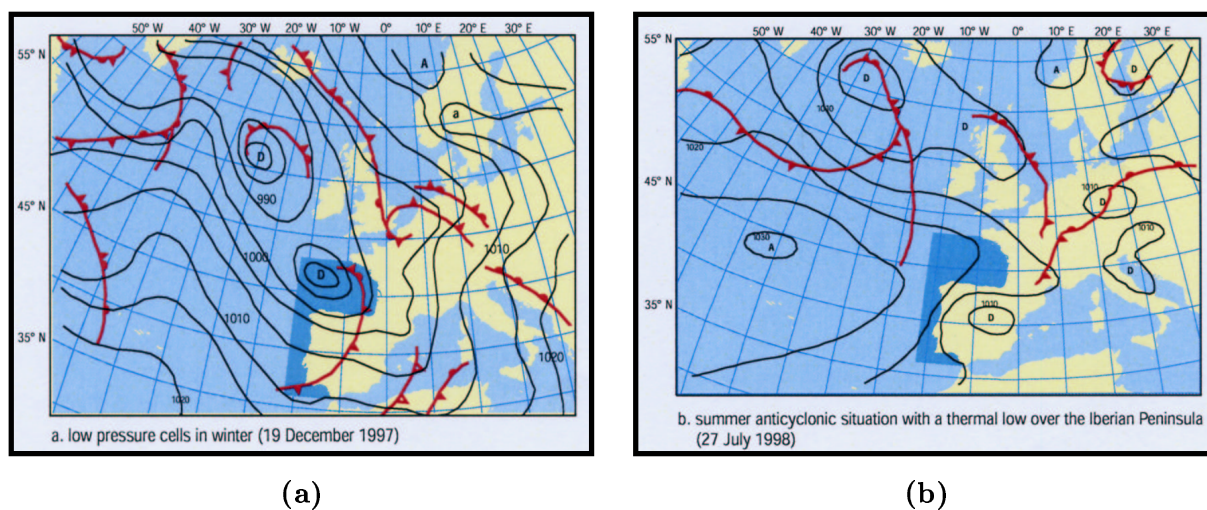 50° W 40° W 30° W 20° W 10° W 0° 10° E 20° E 30° E
55° N
A
a
D
990
45° N
1010
1000
D
1010
35° N
1020
1020
a. low pressure cells in winter (19 December 1997)
(a)
50° W 40° W 30° W 20° W 10° W 0° 10° E 20° E 30° E
55° N
A
D
D
D
1020
45° N
1010
D
1010
1030
A
D
35° N
1010
D
b. summer anticyclonic situation with a thermal low over the Iberian Peninsula
(27 July 1998)
(b)